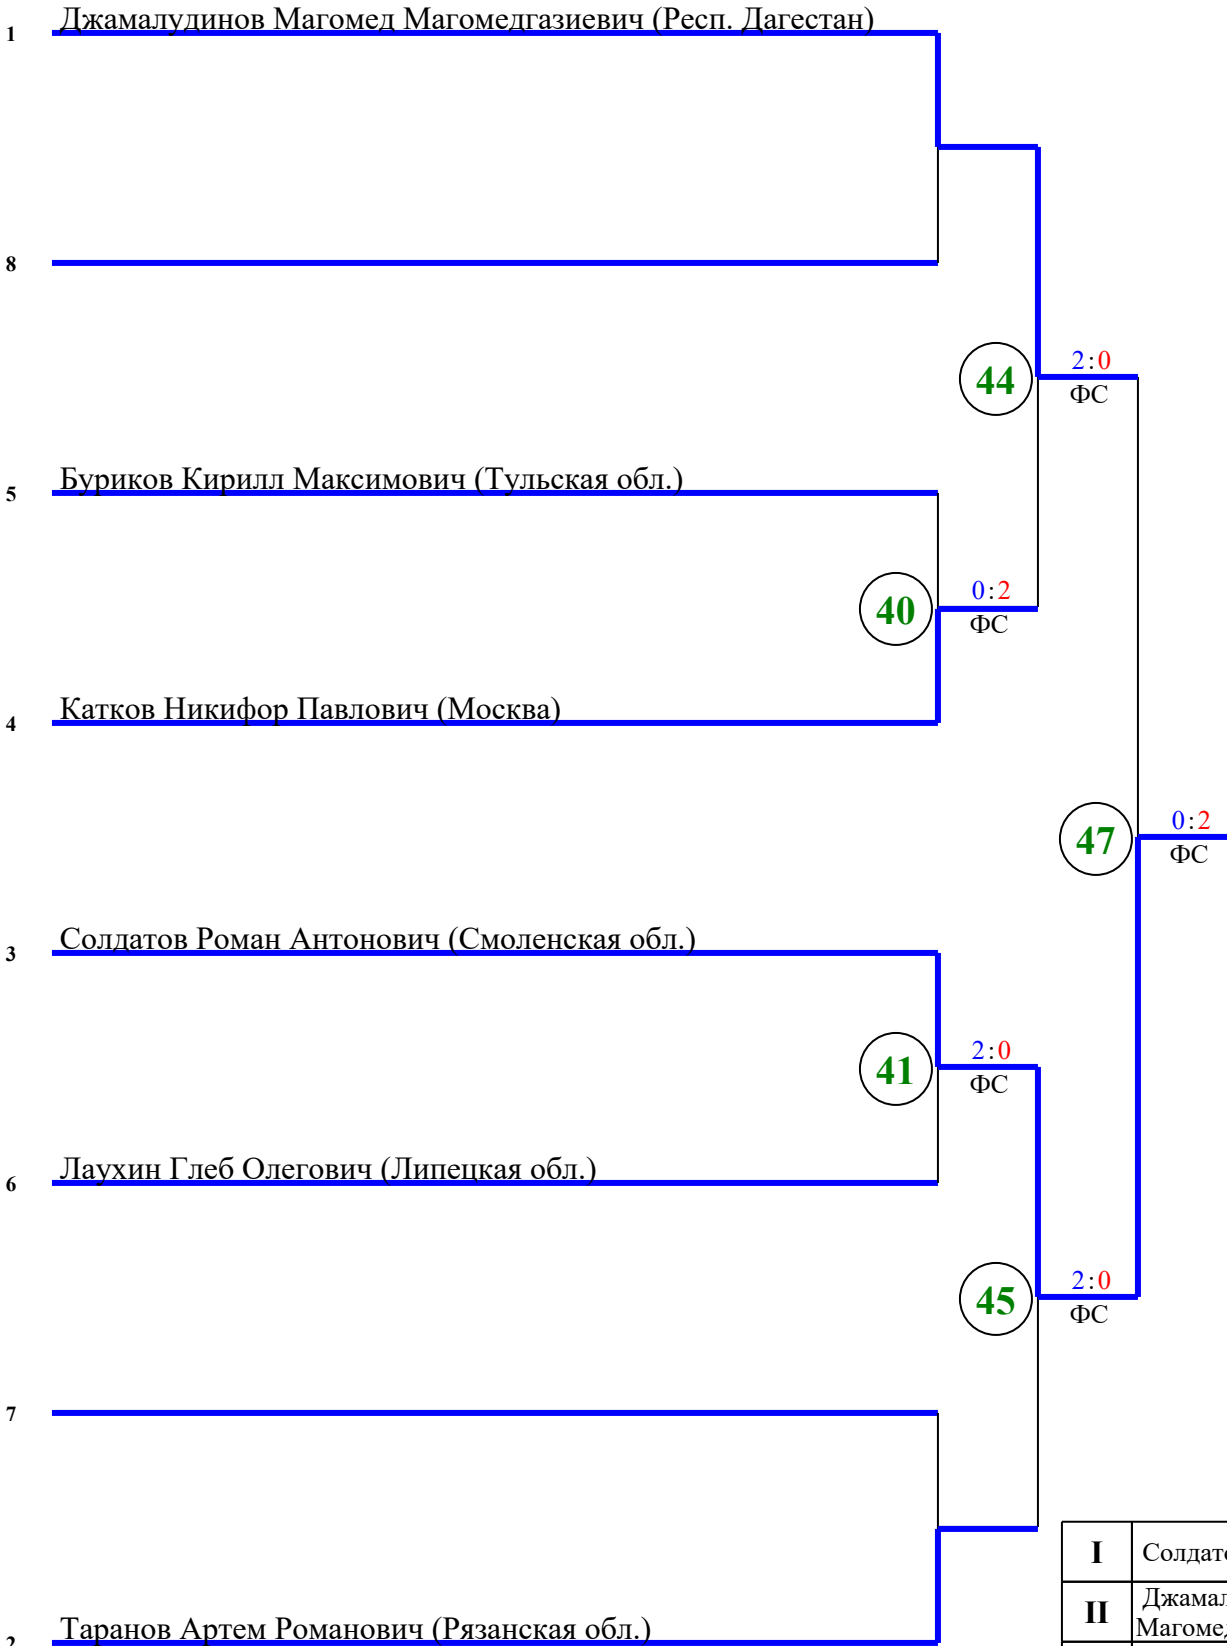 1 Джамалудинов Магомед Магомедгазиевич (Респ. Дагестан)
8
44 2:0
ФС
5 Буриков Кирилл Максимович (Тульская обл.)
40 0:2
ФС
4 Катков Никифор Павлович (Москва)
47 0:2
ФС
3 Солдатов Роман Антонович (Смоленская обл.)
41 2:0
ФС
6 Лаухин Глеб Олегович (Липецкая обл.)
45 2:0
ФС
7
I Солдато
II Джамал
Магомед
2 Таранов Артем Романович (Рязанская обл.)